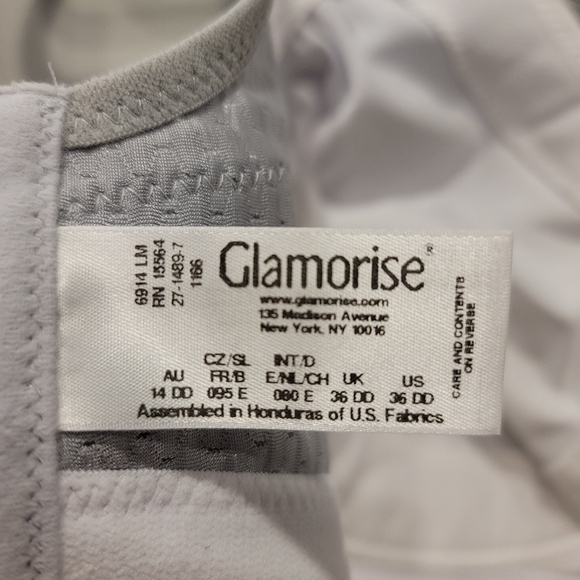 6914 LM
RN 15564
27-1489-7
1166
Glamorise®
www.glamorise.com
135 Madison Avenue
New York, NY 10016
CZ/SL INT/D
AU FR/B E/NL/CH UK US
14 DD 095 E 080 E 36 DD 36 DD
Assembled in Honduras of U.S. Fabrics
CARE AND CONTENTS
ON REVERSE